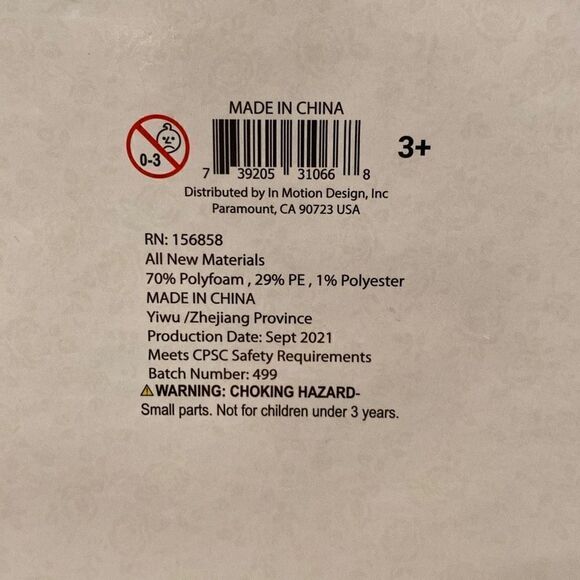 MADE IN CHINA
0-3
3+
7 39205 31066 8
Distributed by In Motion Design, Inc
Paramount, CA 90723 USA
RN: 156858
All New Materials
70% Polyfoam , 29% PE , 1% Polyester
MADE IN CHINA
Yiwu /Zhejiang Province
Production Date: Sept 2021
Meets CPSC Safety Requirements
Batch Number: 499
⚠WARNING: CHOKING HAZARD-
Small parts. Not for children under 3 years.